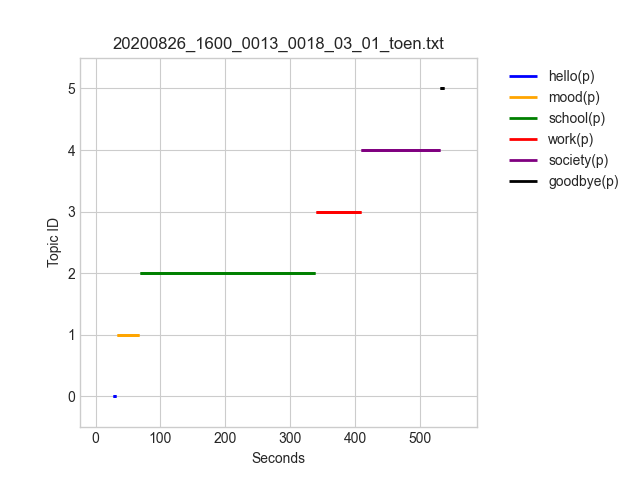 20200826_1600_0013_0018_03_01_toen.txt
hello(p)
mood(p)
school(p)
work(p)
society(p)
goodbye(p)
Topic ID
5
4
3
2
1
0
0 100 200 300 400 500
Seconds